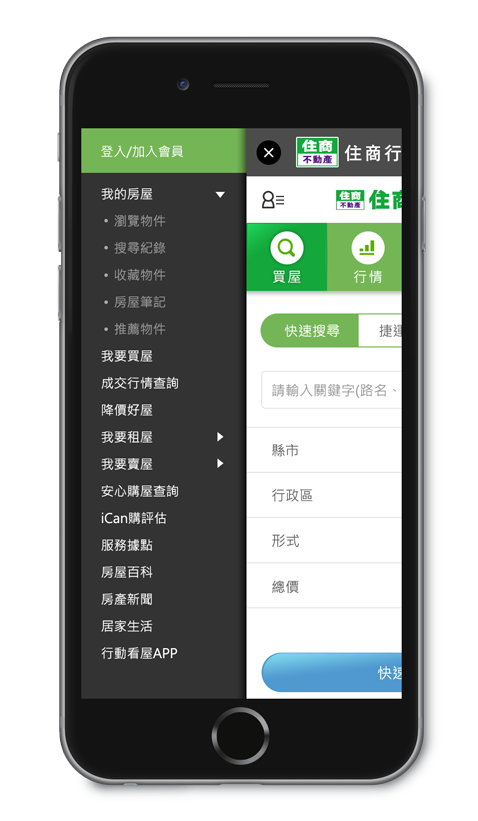 登入/加入會員
我的房屋
• 瀏覽物件
• 搜尋紀錄
• 收藏物件
• 房屋筆記
• 推薦物件
我要買屋
成交行情查詢
降價好屋
我要租屋
我要賣屋
安心購屋查詢
iCan購評估
服務據點
房屋百科
房產新聞
居家生活
行動看屋APP
住商
不動產
住商行
住商
不動產
住商
買屋
行情
快速搜尋
捷運
請輸入關鍵字(路名、
縣市
行政區
形式
總價
快速